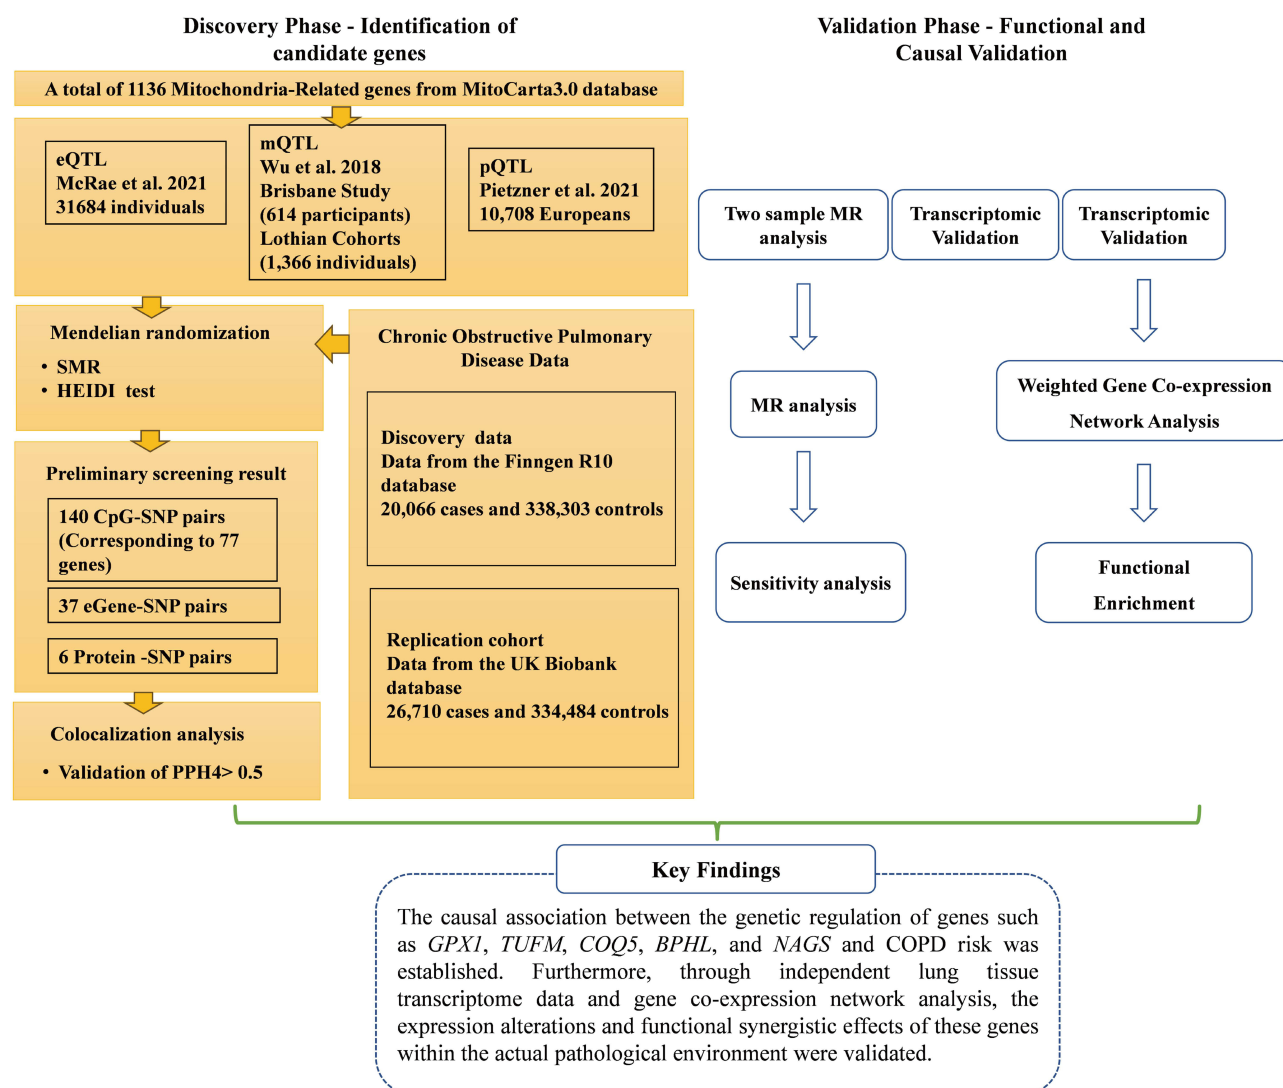 Discovery Phase - Identification of
candidate genes
A total of 1136 Mitochondria-Related genes from MitoCarta3.0 database
eQTL
McRae et al. 2021
31684 individuals
mQTL
Wu et al. 2018
Brisbane Study
(614 participants)
Lothian Cohorts
(1,366 individuals)
pQTL
Pietzner et al. 2021
10,708 Europeans
Mendelian randomization
• SMR
• HEIDI test
Preliminary screening result
140 CpG-SNP pairs
(Corresponding to 77
genes)
37 eGene-SNP pairs
6 Protein -SNP pairs
Colocalization analysis
• Validation of PPH4> 0.5
Chronic Obstructive Pulmonary
Disease Data
Discovery data
Data from the Finngen R10
database
20,066 cases and 338,303 controls
Replication cohort
Data from the UK Biobank
database
26,710 cases and 334,484 controls
Validation Phase - Functional and
Causal Validation
Two sample MR
analysis
Transcriptomic
Validation
Transcriptomic
Validation
MR analysis
Sensitivity analysis
Weighted Gene Co-expression
Network Analysis
Functional
Enrichment
Key Findings
The causal association between the genetic regulation of genes such
as GPX1, TUFM, COQ5, BPHL, and NAGS and COPD risk was
established. Furthermore, through independent lung tissue
transcriptome data and gene co-expression network analysis, the
expression alterations and functional synergistic effects of these genes
within the actual pathological environment were validated.